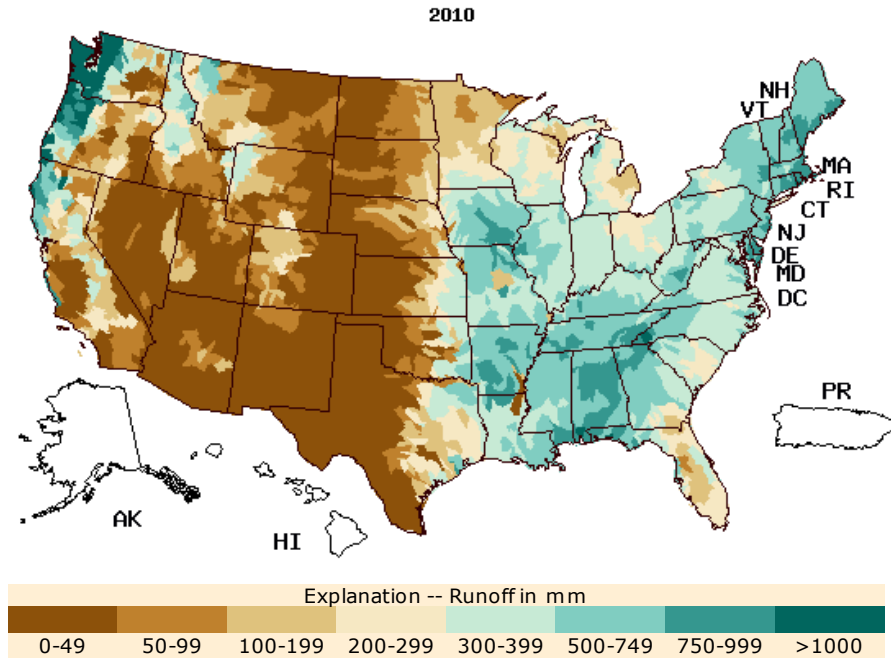 2010
NH
VT
MA
RI
CT
NJ
DE
MD
DC
PR
AK
HI
Explanation -- Runoff in mm
0-49 50-99 100-199 200-299 300-399 500-749 750-999 >1000